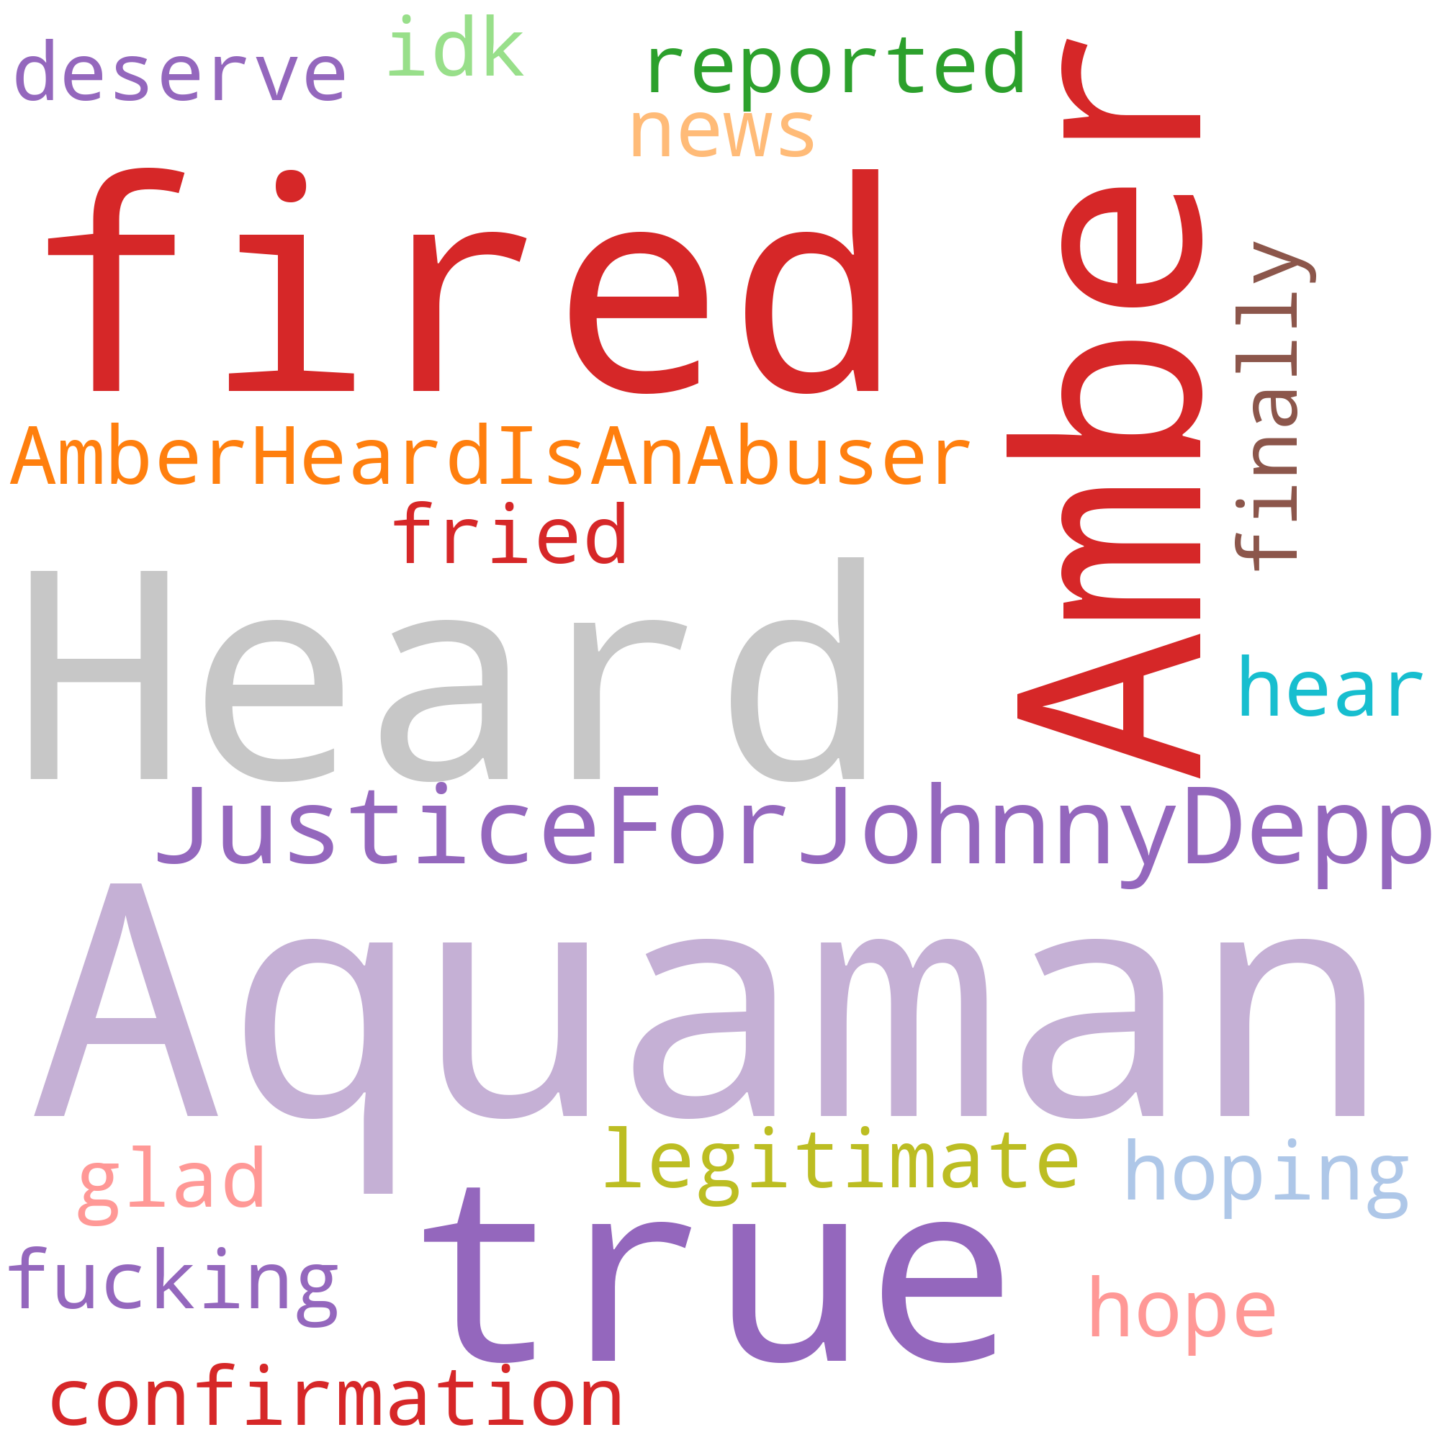 deserve
idk
reported
news
fired
Amber
finally
AmberHeardIsAnAbuser
fried
Heard
hear
JusticeForJohnnyDepp
Aquaman
glad
legitimate
hoping
fucking
true
hope
confirmation